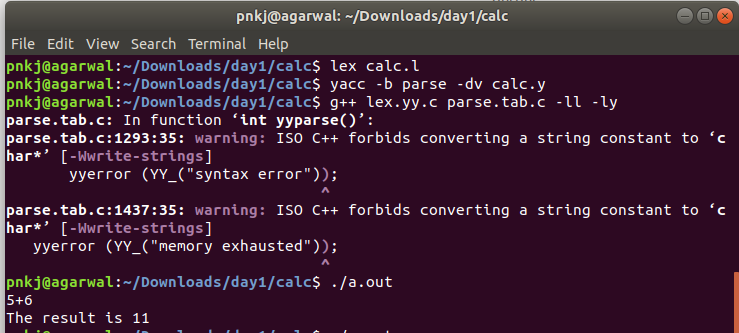 pnkj@agarwal: ~/Downloads/day1/calc
File Edit View Search Terminal Help
pnkj@agarwal:~/Downloads/day1/calc$ lex calc.l
pnkj@agarwal:~/Downloads/day1/calc$ yacc -b parse -dv calc.y
pnkj@agarwal:~/Downloads/day1/calc$ g++ lex.yy.c parse.tab.c -ll -ly
parse.tab.c: In function ‘int yyparse()’:
parse.tab.c:1293:35: warning: ISO C++ forbids converting a string constant to ‘c
har*’ [-Wwrite-strings]
yyerror (YY_("syntax error"));
^
parse.tab.c:1437:35: warning: ISO C++ forbids converting a string constant to ‘c
har*’ [-Wwrite-strings]
yyerror (YY_("memory exhausted"));
^
pnkj@agarwal:~/Downloads/day1/calc$ ./a.out
5+6
The result is 11